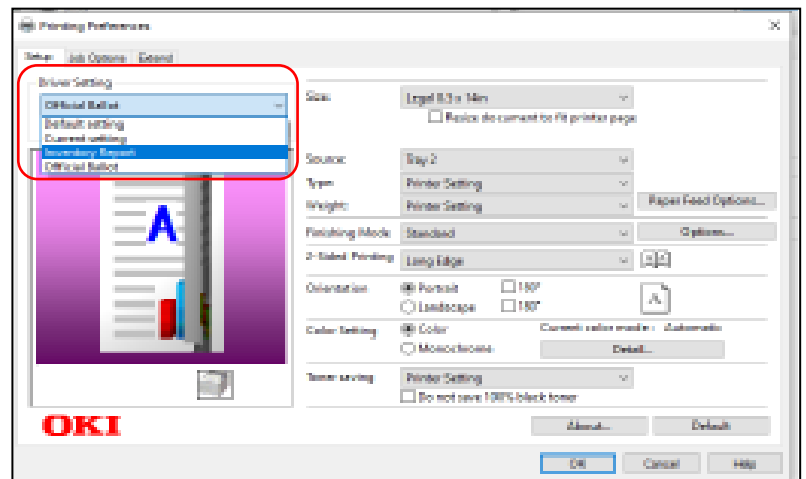 Printing Preferences
Setup Job Options Extend
Driver Setting
Official Ballot
Default setting
Current setting
Inventory Report
Official Ballot
Size: Legal 8.5 x 14in
Resize document to fit printer page
Source: Tray 2
Type: Printer Setting
Weight: Printer Setting Paper Feed Options...
Finishing Mode Standard Options...
2-Sided Printing Long Edge
Orientation Portrait 180°
Landscape 180°
Color Setting Color Current color mode : Automatic
Monochrome Detail...
Toner saving Printer Setting
Do not save 100% black toner
A
A
OKI
About... Default
OK Cancel Help